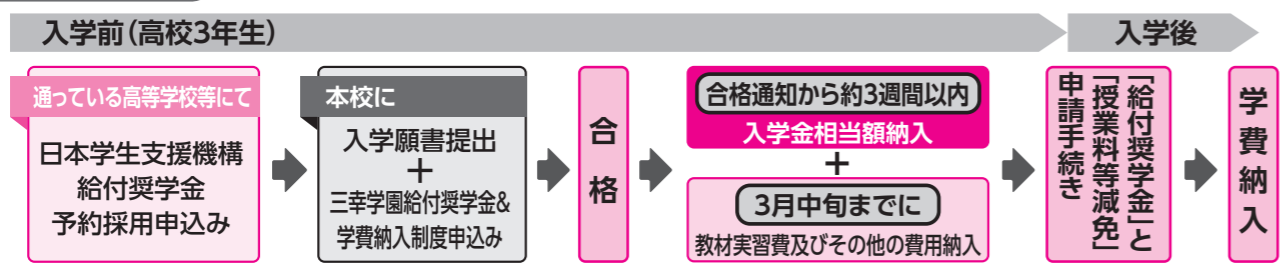 入学前(高校3年生)
入学後
通っている高等学校等にて
日本学生支援機構
給付奨学金
予約採用申込み
本校に
入学願書提出
＋
三幸学園給付奨学金&
学費納入制度申込み
合格
合格通知から約3週間以内
入学金相当額納入
＋
3月中旬までに
教材実習費及びその他の費用納入
「給付奨学金」と
「授業料等減免」
申請手続き
学費納入